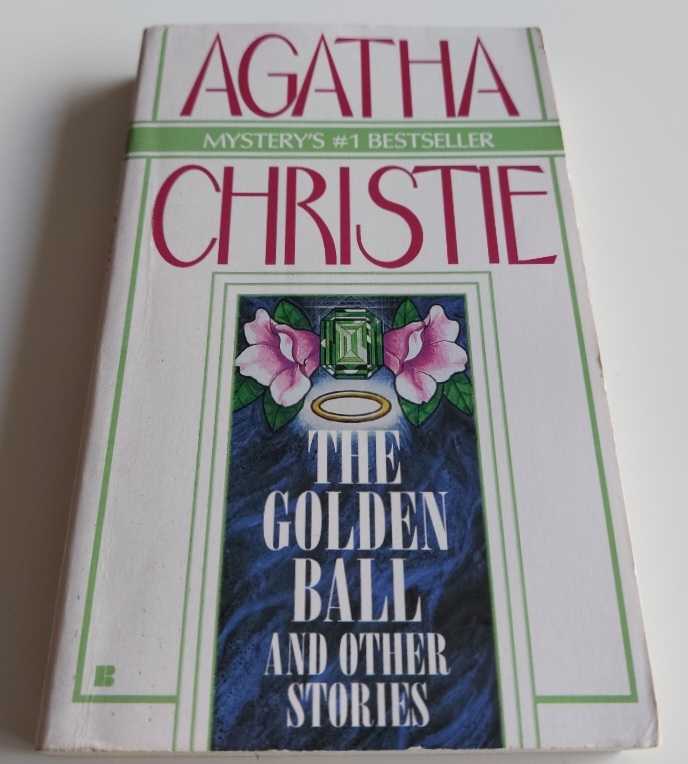 AGATHA
MYSTERY'S #1 BESTSELLER
CHRISTIE
THE
GOLDEN
BALL
AND OTHER
STORIES
B